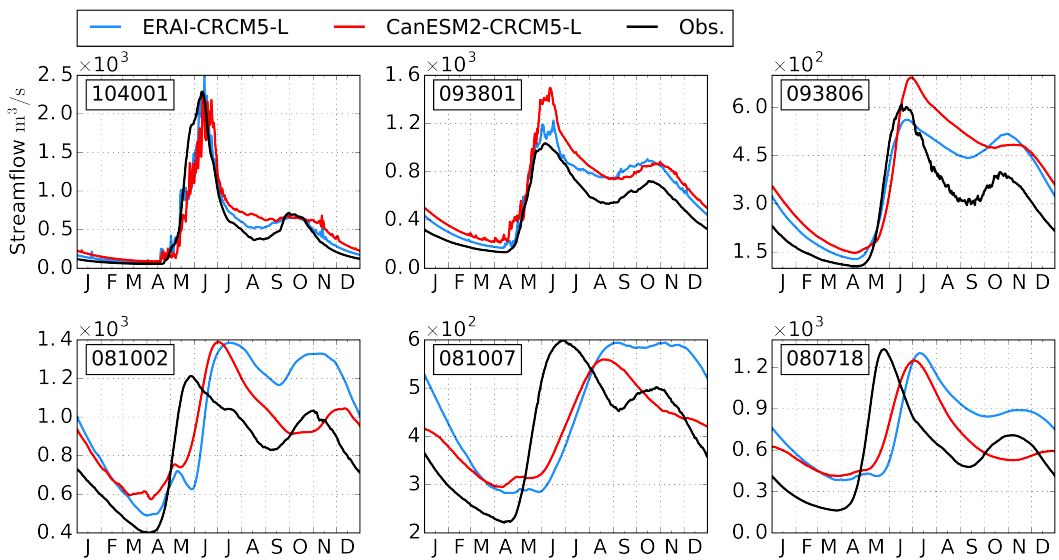 ERAI-CRCM5-L CanESM2-CRCM5-L Obs.
×10³ ×10³ ×10²
104001 093801 093806
Streamflow m³/s
2.5 2.0 1.5 1.0 0.5 0.0
1.6 1.2 0.8 0.4 0.0
6.0 4.5 3.0 1.5
J F M A M J J A S O N D
J F M A M J J A S O N D
J F M A M J J A S O N D
×10³ ×10² ×10³
081002 081007 080718
1.4 1.2 1.0 0.8 0.6 0.4
6 5 4 3 2
1.2 0.9 0.6 0.3 0.0
J F M A M J J A S O N D
J F M A M J J A S O N D
J F M A M J J A S O N D